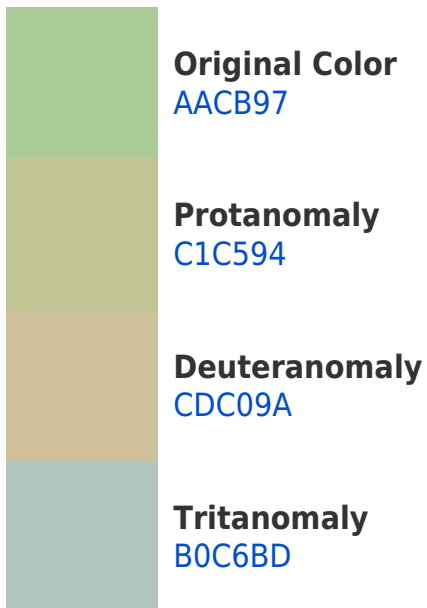 Original Color
AACB97
Protanomaly
C1C594
Deuteranomaly
CDC09A
Tritanomaly
B0C6BD